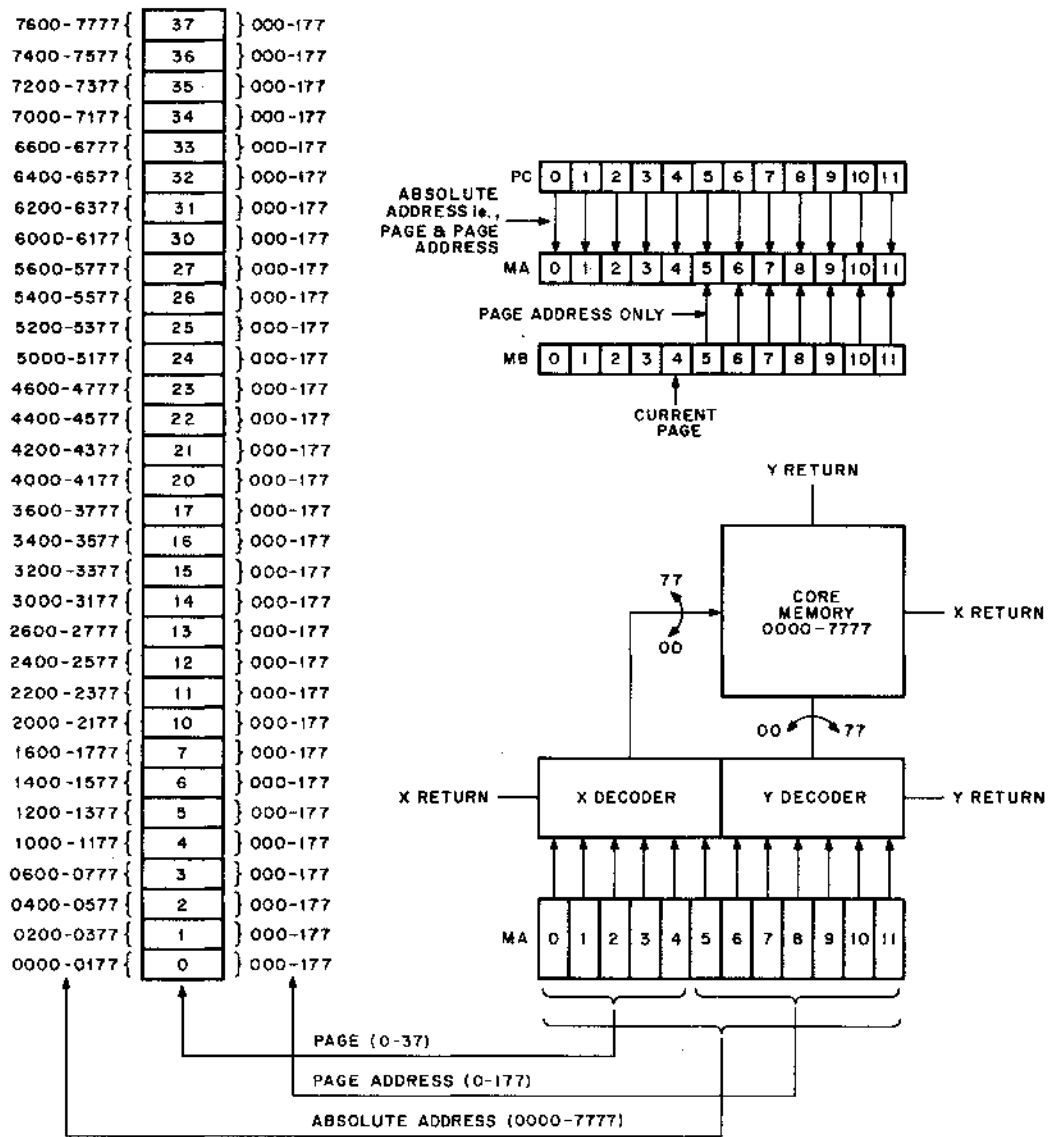 7600-7777{ 37 } 000-177
7400-7577{ 36 } 000-177
7200-7377{ 35 } 000-177
7000-7177{ 34 } 000-177
6600-6777{ 33 } 000-177
6400-6577{ 32 } 000-177
6200-6377{ 31 } 000-177
6000-6177{ 30 } 000-177
5600-5777{ 27 } 000-177
5400-5577{ 26 } 000-177
5200-5377{ 25 } 000-177
5000-5177{ 24 } 000-177
4600-4777{ 23 } 000-177
4400-4577{ 22 } 000-177
4200-4377{ 21 } 000-177
4000-4177{ 20 } 000-177
3600-3777{ 17 } 000-177
3400-3577{ 16 } 000-177
3200-3377{ 15 } 000-177
3000-3177{ 14 } 000-177
2600-2777{ 13 } 000-177
2400-2577{ 12 } 000-177
2200-2377{ 11 } 000-177
2000-2177{ 10 } 000-177
1600-1777{ 7 } 000-177
1400-1577{ 6 } 000-177
1200-1377{ 5 } 000-177
1000-1177{ 4 } 000-177
0600-0777{ 3 } 000-177
0400-0577{ 2 } 000-177
0200-0377{ 1 } 000-177
0000-0177{ 0 } 000-177
PC 0 1 2 3 4 5 6 7 8 9 10 11
ABSOLUTE
ADDRESS ie.,
PAGE & PAGE
ADDRESS
MA 0 1 2 3 4 5 6 7 8 9 10 11
PAGE ADDRESS ONLY
MB 0 1 2 3 4 5 6 7 8 9 10 11
CURRENT
PAGE
Y RETURN
77
00
CORE
MEMORY
0000-7777
X RETURN
00 77
X RETURN
X DECODER
Y DECODER
Y RETURN
MA 0 1 2 3 4 5 6 7 8 9 10 11
PAGE (0-37)
PAGE ADDRESS (0-177)
ABSOLUTE ADDRESS (0000-7777)